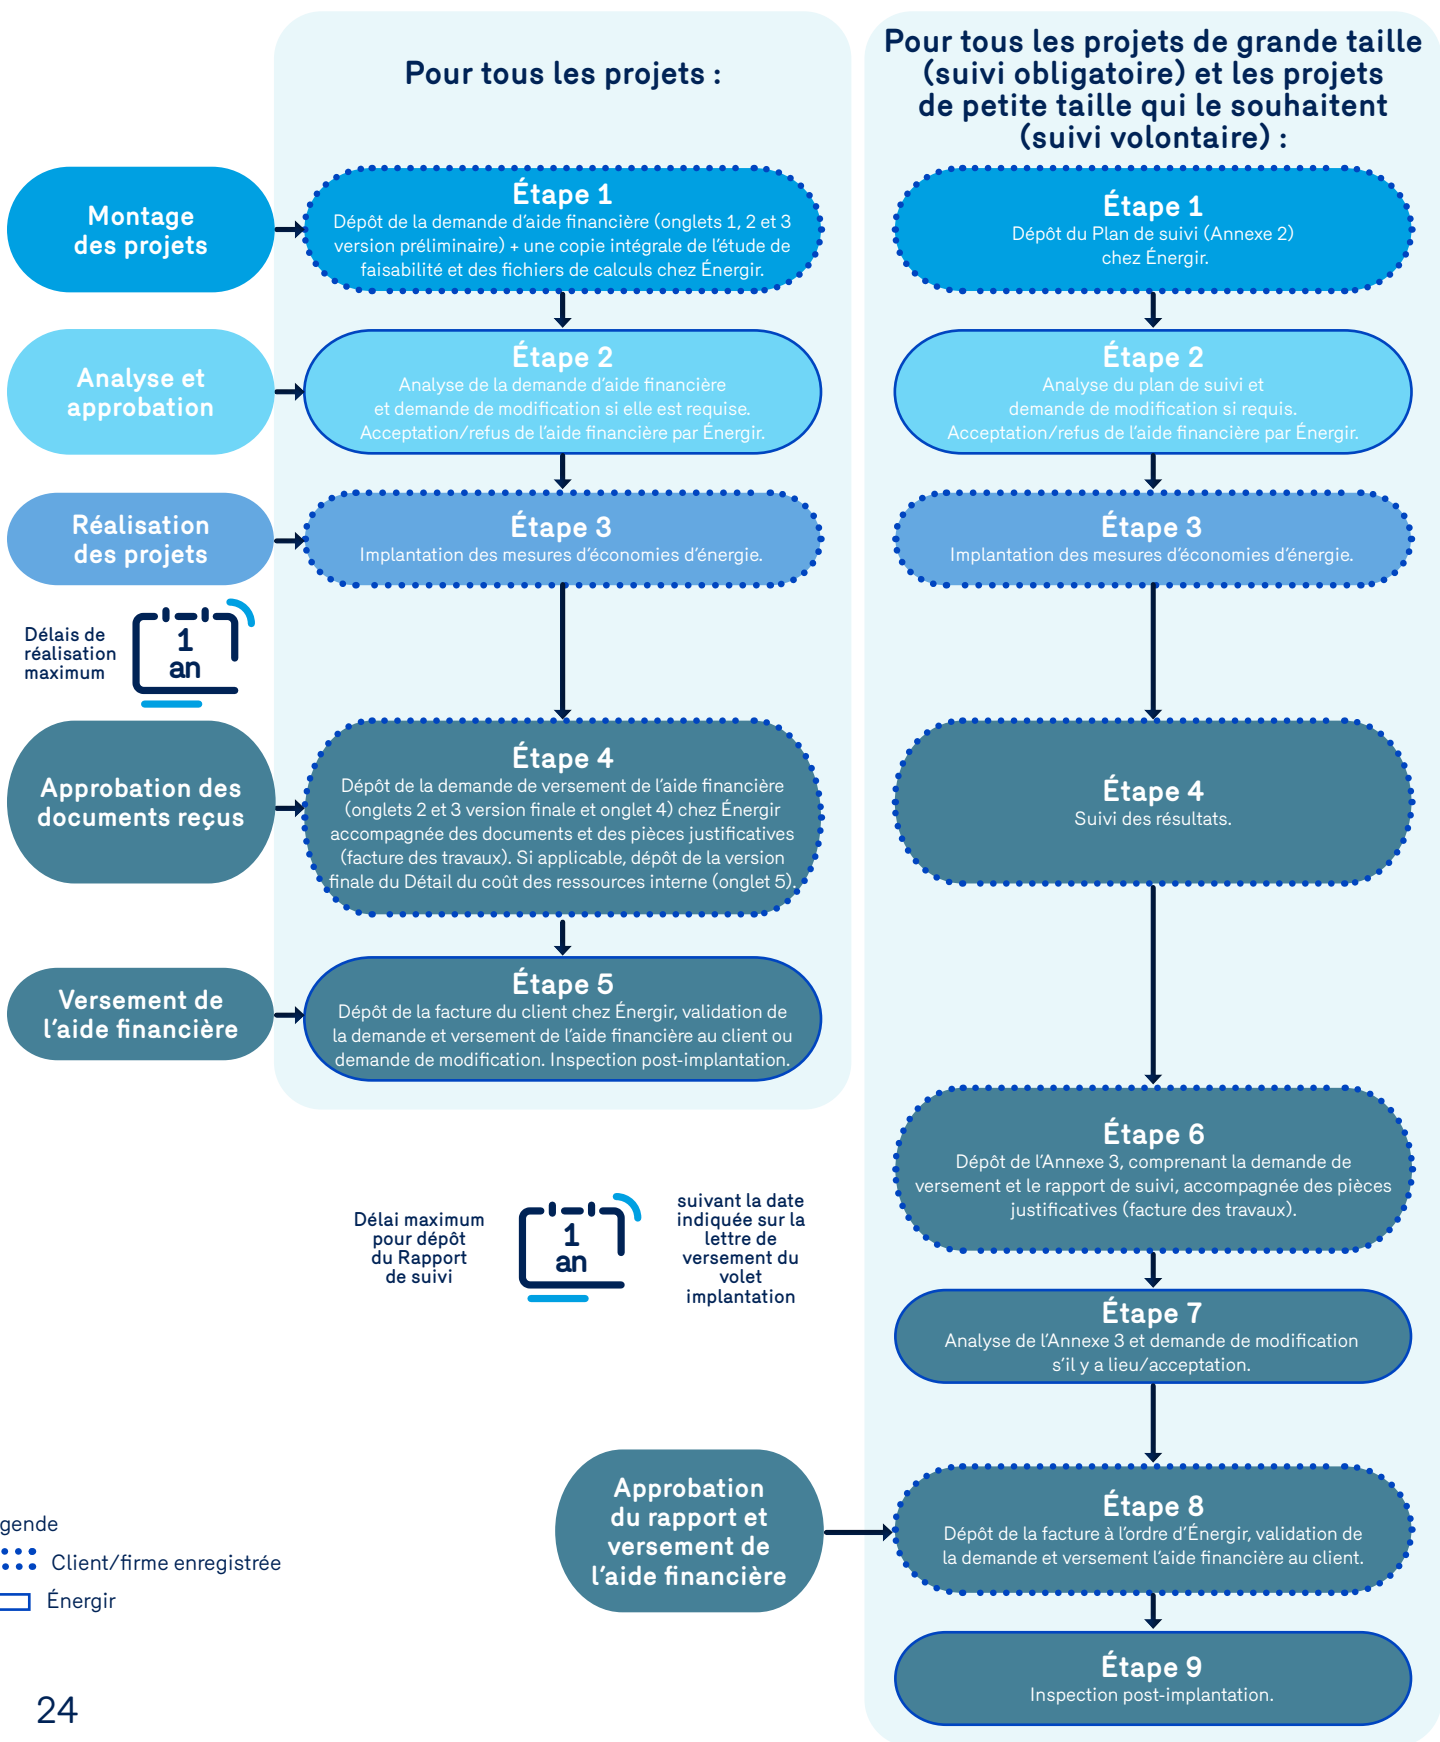 Pour tous les projets :
Pour tous les projets de grande taille
(suivi obligatoire) et les projets
de petite taille qui le souhaitent
(suivi volontaire) :
Montage
des projets
Étape 1
Dépôt de la demande d’aide financière (onglets 1, 2 et 3
version préliminaire) + une copie intégrale de l’étude de
faisabilité et des fichiers de calculs chez Énergir.
Étape 1
Dépôt du Plan de suivi (Annexe 2)
chez Énergir.
Analyse et
approbation
Étape 2
Analyse de la demande d’aide financière
et demande de modification si elle est requise.
Acceptation/refus de l’aide financière par Énergir.
Étape 2
Analyse du plan de suivi et
demande de modification si requis.
Acceptation/refus de l’aide financière par Énergir.
Réalisation
des projets
Étape 3
Implantation des mesures d’économies d’énergie.
Étape 3
Implantation des mesures d’économies d’énergie.
Délais de
réalisation
maximum
1
an
Approbation des
documents reçus
Étape 4
Dépôt de la demande de versement de l’aide financière
(onglets 2 et 3 version finale et onglet 4) chez Énergir
accompagnée des documents et des pièces justificatives
(facture des travaux). Si applicable, dépôt de la version
finale du Détail du coût des ressources interne (onglet 5).
Étape 4
Suivi des résultats.
Versement de
l’aide financière
Étape 5
Dépôt de la facture du client chez Énergir, validation de
la demande et versement de l’aide financière au client ou
demande de modification. Inspection post-implantation.
Étape 6
Dépôt de l’Annexe 3, comprenant la demande de
versement et le rapport de suivi, accompagnée des pièces
justificatives (facture des travaux).
Délai maximum
pour dépôt
du Rapport
de suivi
1
an
suivant la date
indiquée sur la
lettre de
versement du
volet
implantation
Étape 7
Analyse de l’Annexe 3 et demande de modification
s’il y a lieu/acceptation.
Approbation
du rapport et
versement de
l’aide financière
Étape 8
Dépôt de la facture à l’ordre d’Énergir, validation de
la demande et versement l’aide financière au client.
Étape 9
Inspection post-implantation.
gende
Client/firme enregistrée
Énergir
24